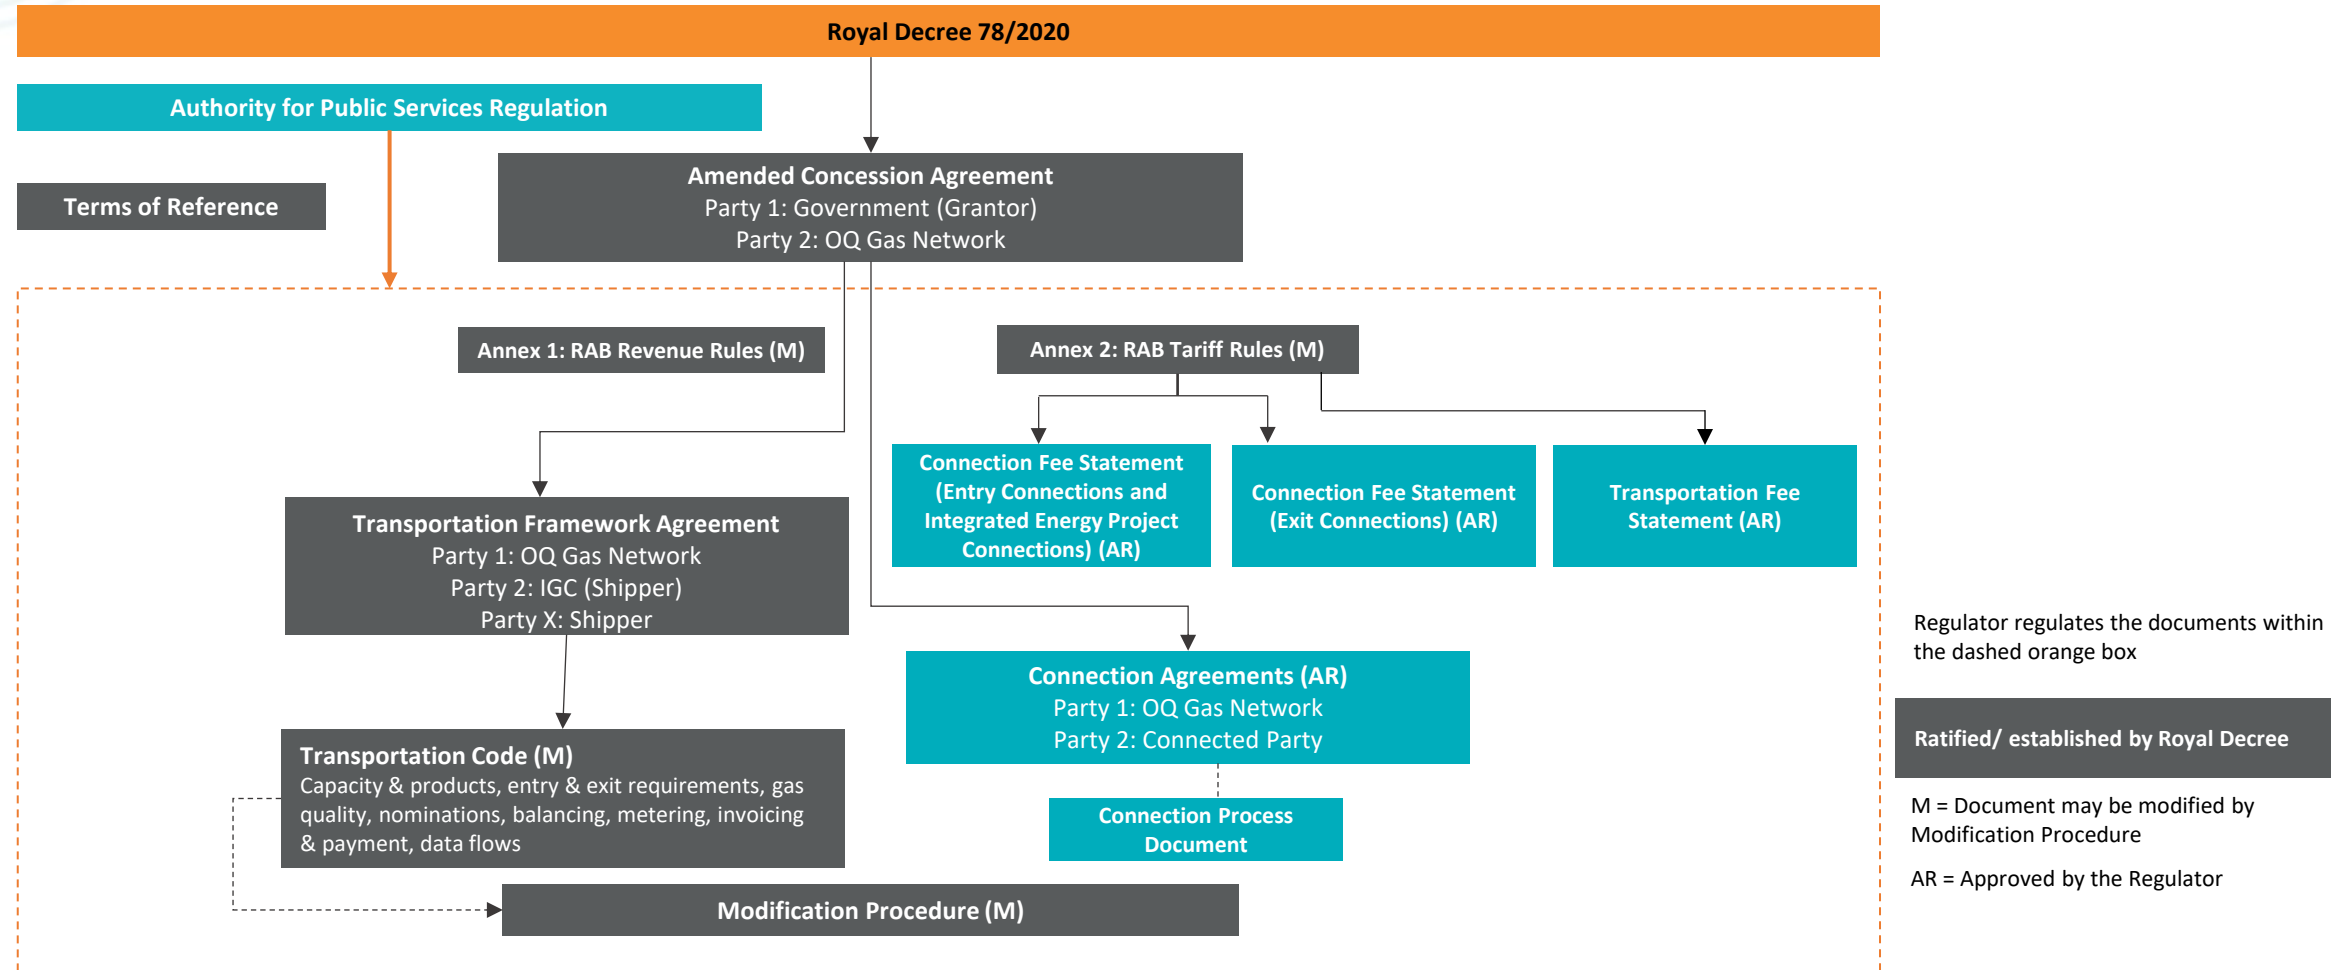 Royal Decree 78/2020
Authority for Public Services Regulation
Amended Concession Agreement
Party 1: Government (Grantor)
Party 2: OQ Gas Network
Terms of Reference
Annex 1: RAB Revenue Rules (M)
Annex 2: RAB Tariff Rules (M)
Connection Fee Statement
(Entry Connections and
Integrated Energy Project
Connections) (AR)
Connection Fee Statement
(Exit Connections) (AR)
Transportation Fee
Statement (AR)
Transportation Framework Agreement
Party 1: OQ Gas Network
Party 2: IGC (Shipper)
Party X: Shipper
Connection Agreements (AR)
Party 1: OQ Gas Network
Party 2: Connected Party
Transportation Code (M)
Capacity & products, entry & exit requirements, gas
quality, nominations, balancing, metering, invoicing
& payment, data flows
Connection Process
Document
Modification Procedure (M)
Regulator regulates the documents within
the dashed orange box
Ratified/ established by Royal Decree
M = Document may be modified by
Modification Procedure
AR = Approved by the Regulator